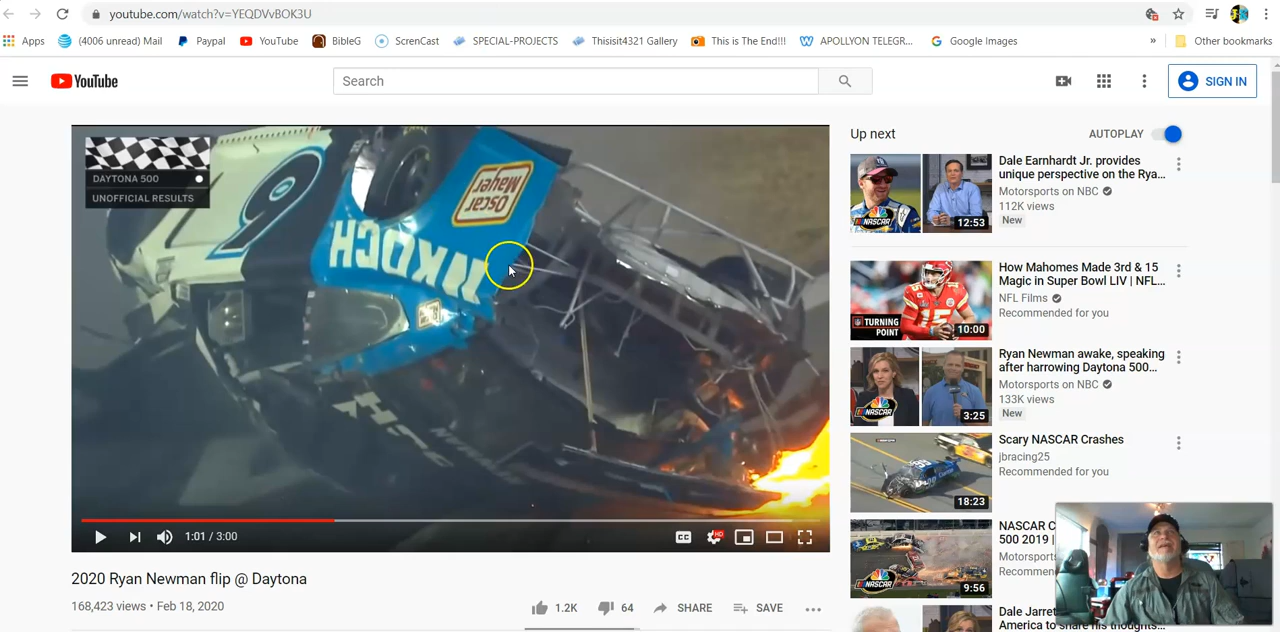 youtube.com/watch?v=YEQDVvBOK3U
Apps (4006 unread) Mail Paypal YouTube BibleG ScrenCast SPECIAL-PROJECTS Thisisit4321 Gallery This is The End!!! APOLLYON TELEGR... Google Images » Other bookmarks
YouTube
Search
SIGN IN
DAYTONA 500
UNOFFICIAL RESULTS
6
Oscar Mayer
KOCH
1:01 / 3:00
CC
HD
2020 Ryan Newman flip @ Daytona
168,423 views • Feb 18, 2020
1.2K 64 SHARE SAVE
Up next
AUTOPLAY
NASCAR
12:53
Dale Earnhardt Jr. provides
unique perspective on the Rya...
Motorsports on NBC
112K views
New
15
TURNING
POINT
10:00
How Mahomes Made 3rd & 15
Magic in Super Bowl LIV | NFL...
NFL Films
Recommended for you
NASCAR
3:25
Ryan Newman awake, speaking
after harrowing Daytona 500...
Motorsports on NBC
133K views
New
18:23
Scary NASCAR Crashes
jbracing25
Recommended for you
NASCAR
9:56
NASCAR C
500 2019 |
Motorsports
Recommen
Dale Jarret
America to share his thoughts...